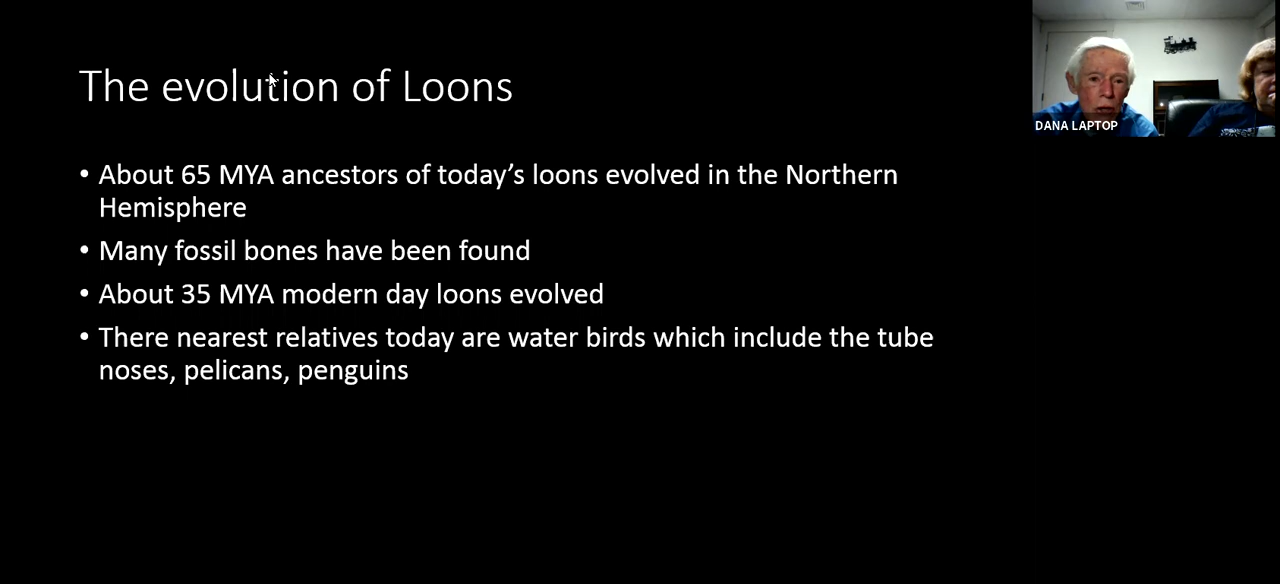 The evolution of Loons
DANA LAPTOP
• About 65 MYA ancestors of today’s loons evolved in the Northern
Hemisphere
• Many fossil bones have been found
• About 35 MYA modern day loons evolved
• There nearest relatives today are water birds which include the tube
noses, pelicans, penguins